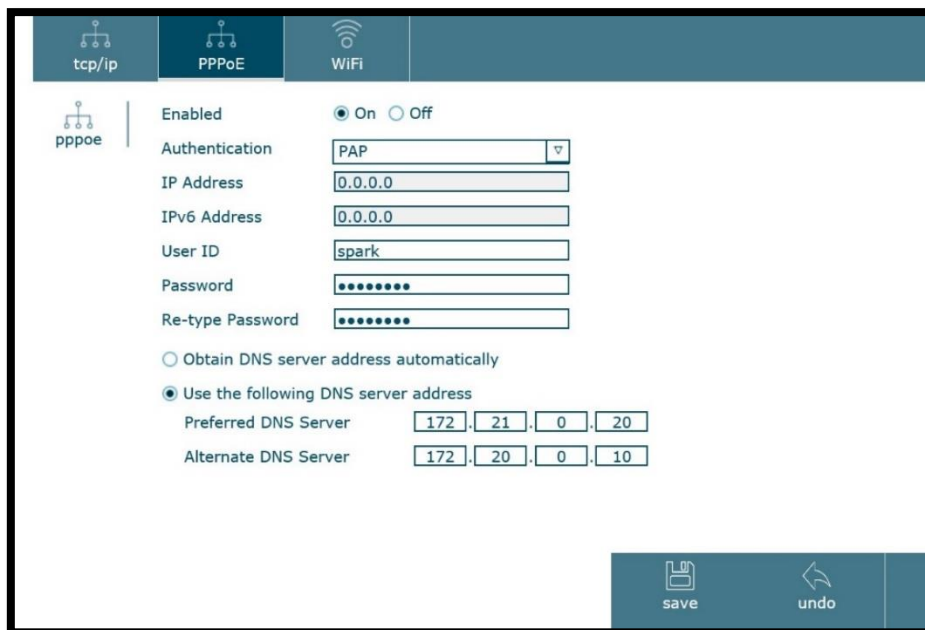 tcp/ip PPPoE WiFi
pppoe
Enabled On Off
Authentication PAP
IP Address 0.0.0.0
IPv6 Address 0.0.0.0
User ID spark
Password ••••••••
Re-type Password ••••••••
Obtain DNS server address automatically
Use the following DNS server address
Preferred DNS Server 172 . 21 . 0 . 20
Alternate DNS Server 172 . 20 . 0 . 10
save undo